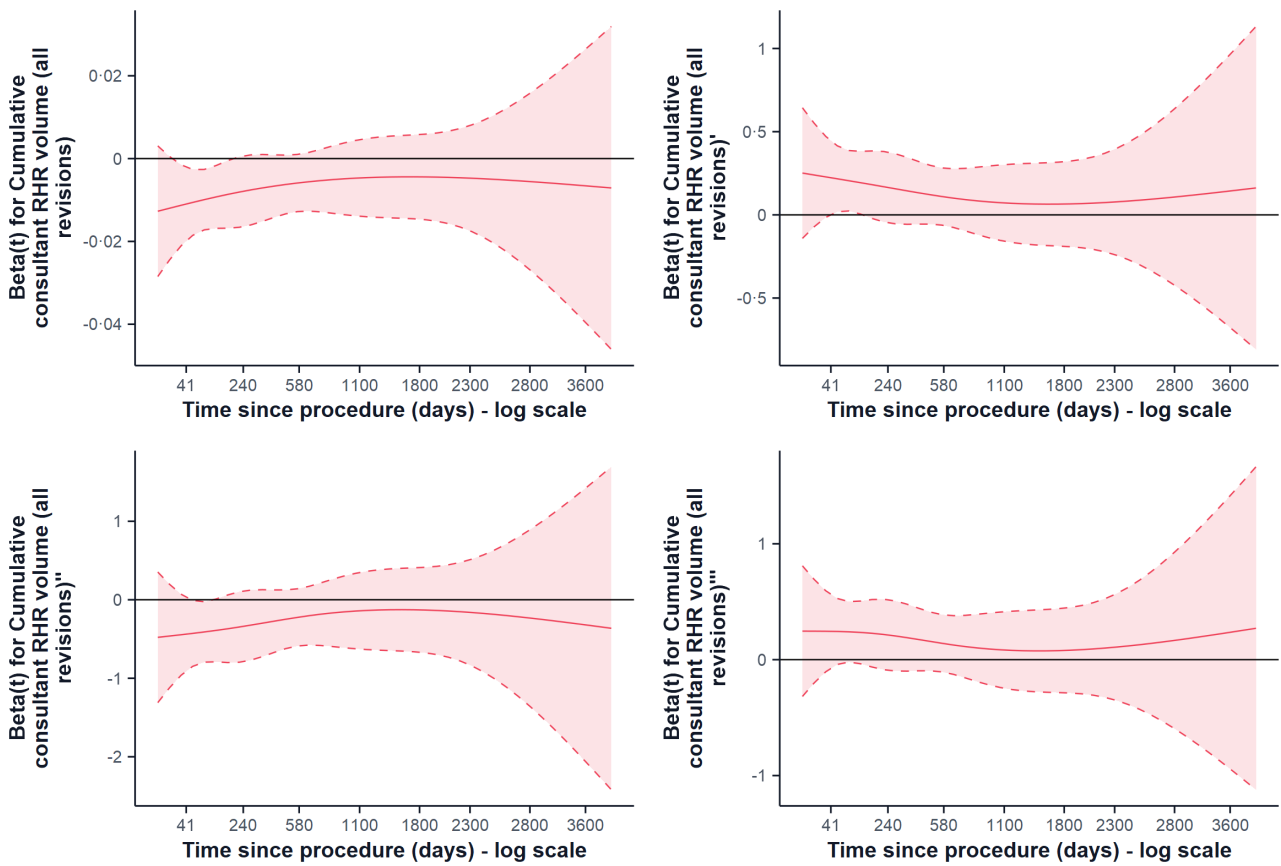 Beta(t) for Cumulative
consultant RHR volume (all
revisions)
0·02
0
-0·02
-0·04
41 240 580 1100 1800 2300 2800 3600
Time since procedure (days) - log scale
Beta(t) for Cumulative
consultant RHR volume (all
revisions)'
1
0·5
0
-0·5
41 240 580 1100 1800 2300 2800 3600
Time since procedure (days) - log scale
Beta(t) for Cumulative
consultant RHR volume (all
revisions)''
1
0
-1
-2
41 240 580 1100 1800 2300 2800 3600
Time since procedure (days) - log scale
Beta(t) for Cumulative
consultant RHR volume (all
revisions)'''
1
0
-1
41 240 580 1100 1800 2300 2800 3600
Time since procedure (days) - log scale